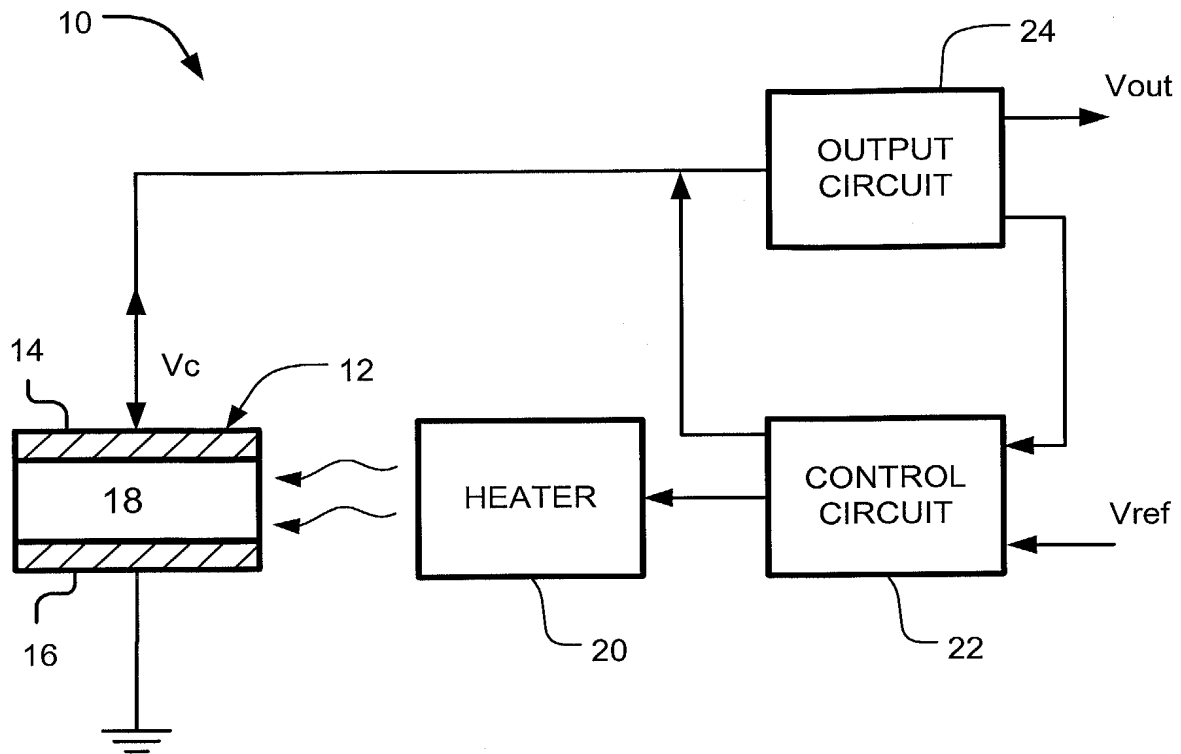 10
24
Vout
OUTPUT
CIRCUIT
14
Vc
12
18
HEATER
CONTROL
CIRCUIT
Vref
16
20
22